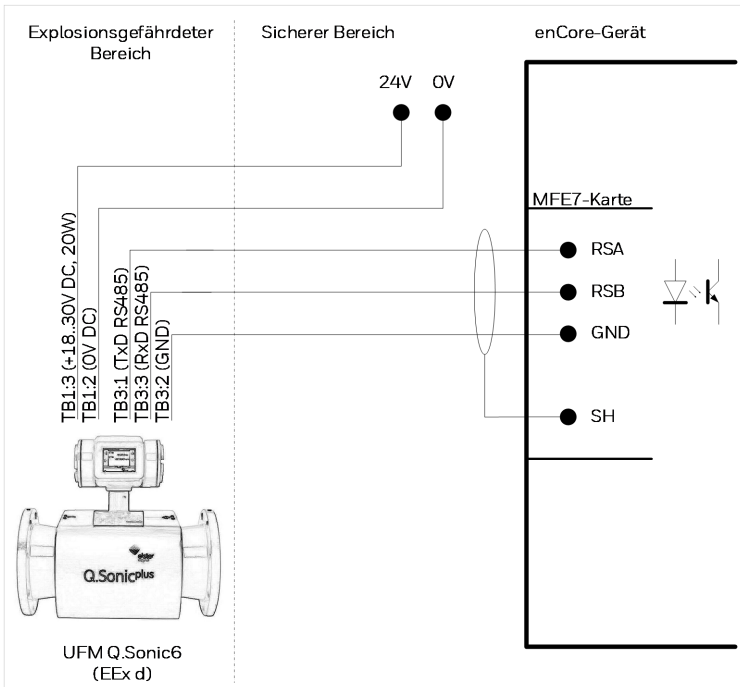 Explosionsgefährdeter
Bereich
Sicherer Bereich
enCore-Gerät
24V
0V
MFE7-Karte
RSA
RSB
GND
SH
TB1:3 (+18..30V DC, 20W)
TB1:2 (0V DC)
TB3:1 (TxD RS485)
TB3:3 (RxD RS485)
TB3:2 (GND)
Q.Sonicplus
UFM Q.Sonic6
(EEx d)